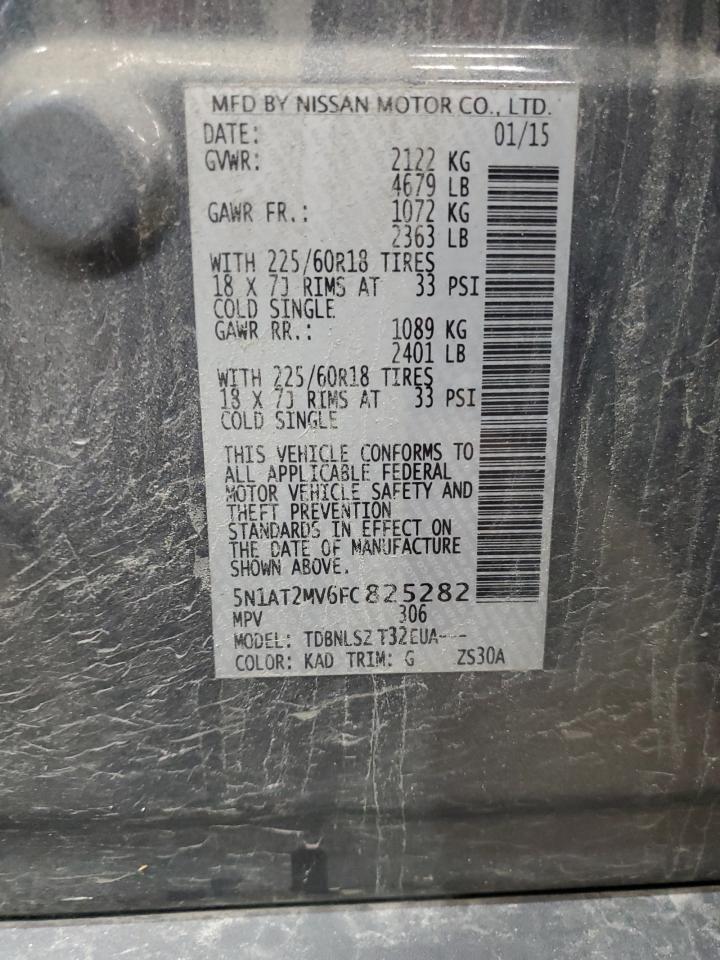 MFD BY NISSAN MOTOR CO., LTD.
DATE: 01/15
GVWR: 2122 KG
4679 LB
GAWR FR.: 1072 KG
2363 LB
WITH 225/60R18 TIRES
18 X 7J RIMS AT 33 PSI
COLD SINGLE
GAWR RR.: 1089 KG
2401 LB
WITH 225/60R18 TIRES
18 X 7J RIMS AT 33 PSI
COLD SINGLE
THIS VEHICLE CONFORMS TO
ALL APPLICABLE FEDERAL
MOTOR VEHICLE SAFETY AND
THEFT PREVENTION
STANDARDS IN EFFECT ON
THE DATE OF MANUFACTURE
SHOWN ABOVE.
5N1AT2MV6FC825282
MPV 306
MODEL: TDBNLSZ T32EUA---
COLOR: KAD TRIM: G ZS30A